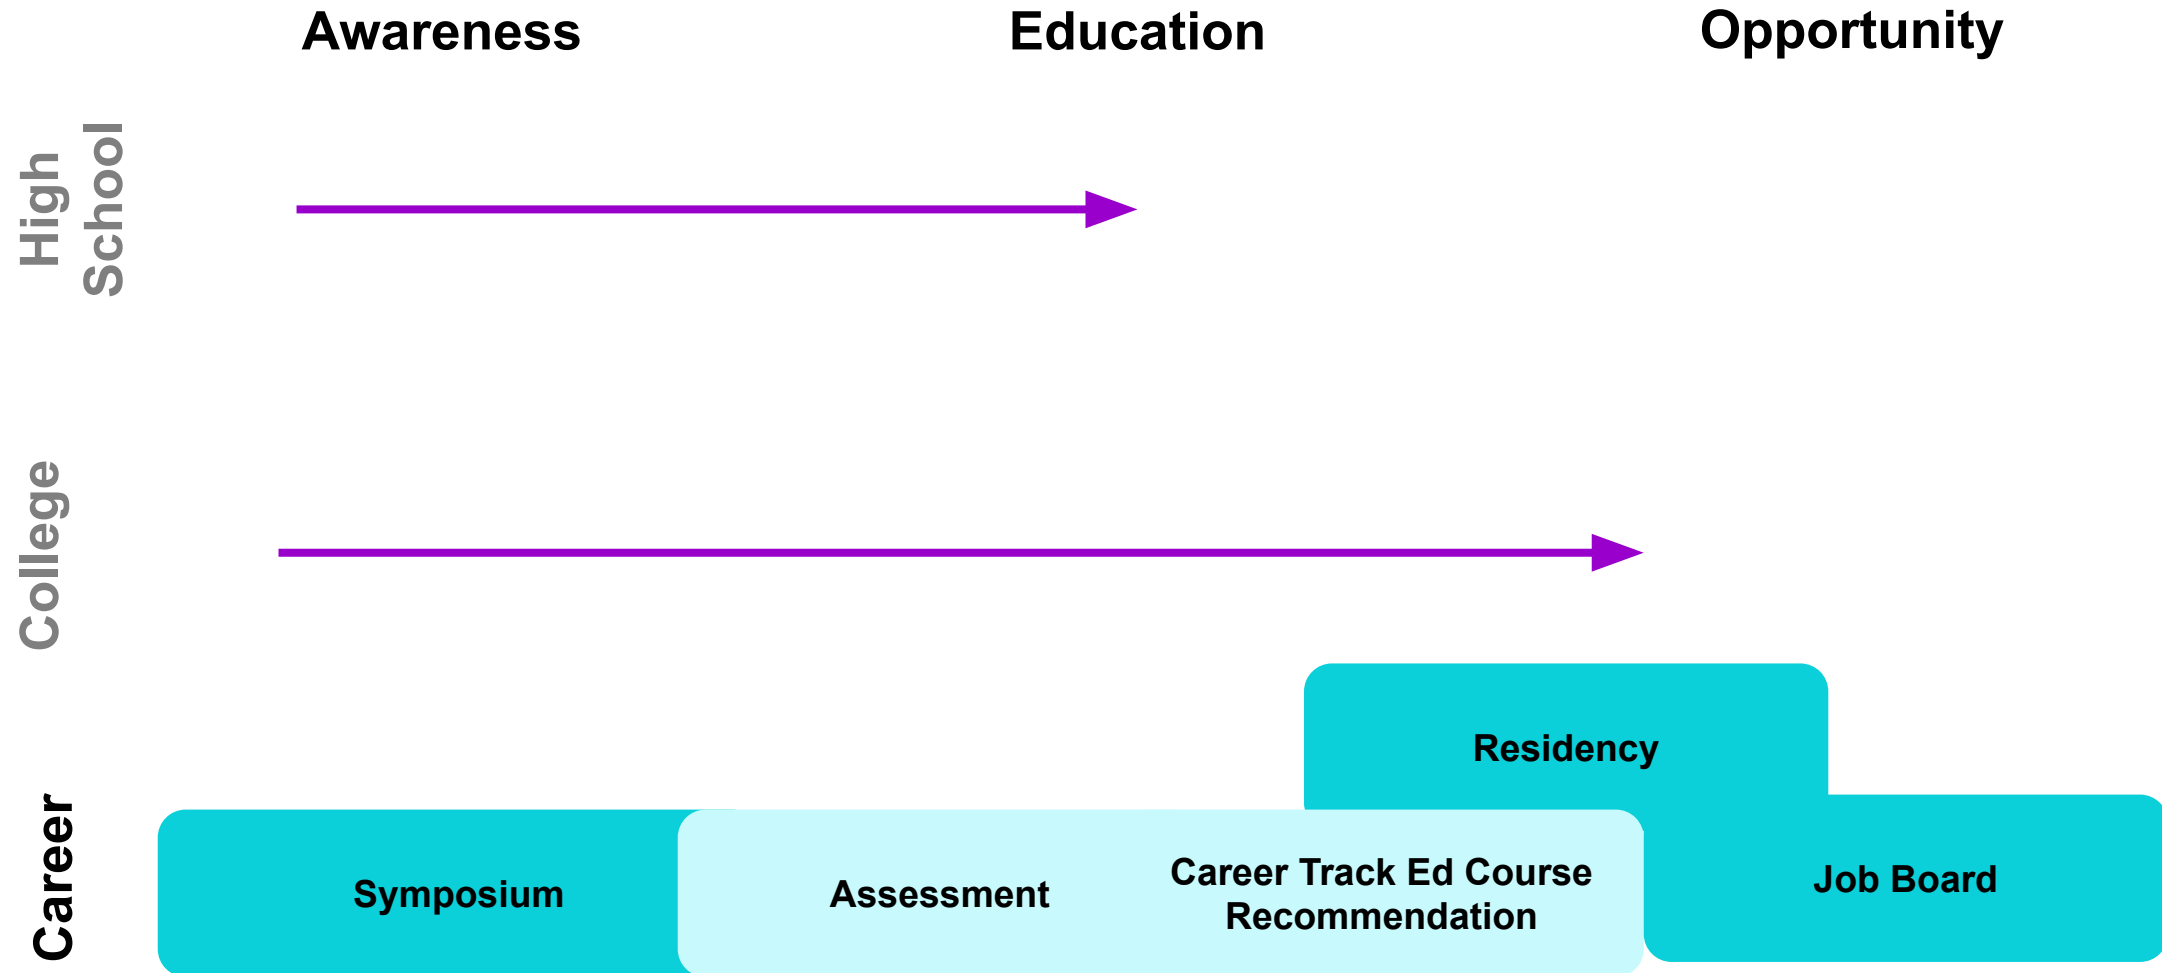 Awareness
Education
Opportunity
High
School
College
Residency
Career
Symposium
Assessment
Career Track Ed Course
Recommendation
Job Board